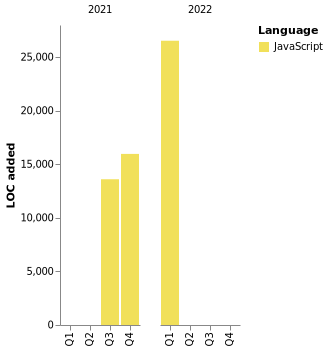 2021 2022
Language
JavaScript
LOC added
25,000
20,000
15,000
10,000
5,000
0
Q1 Q2 Q3 Q4 Q1 Q2 Q3 Q4